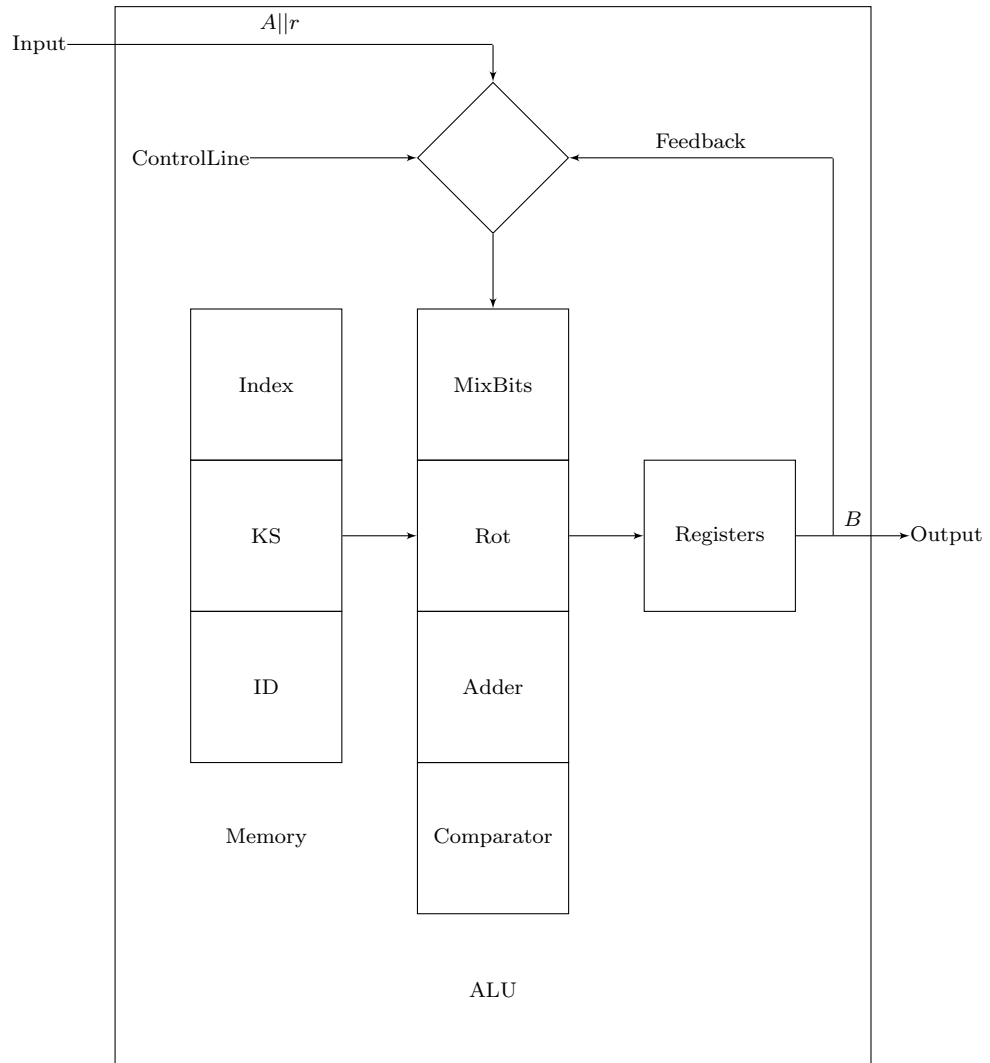 A||r
Input
Feedback
ControlLine
Index
MixBits
KS
Rot
Registers
B
Output
ID
Adder
Memory
Comparator
ALU